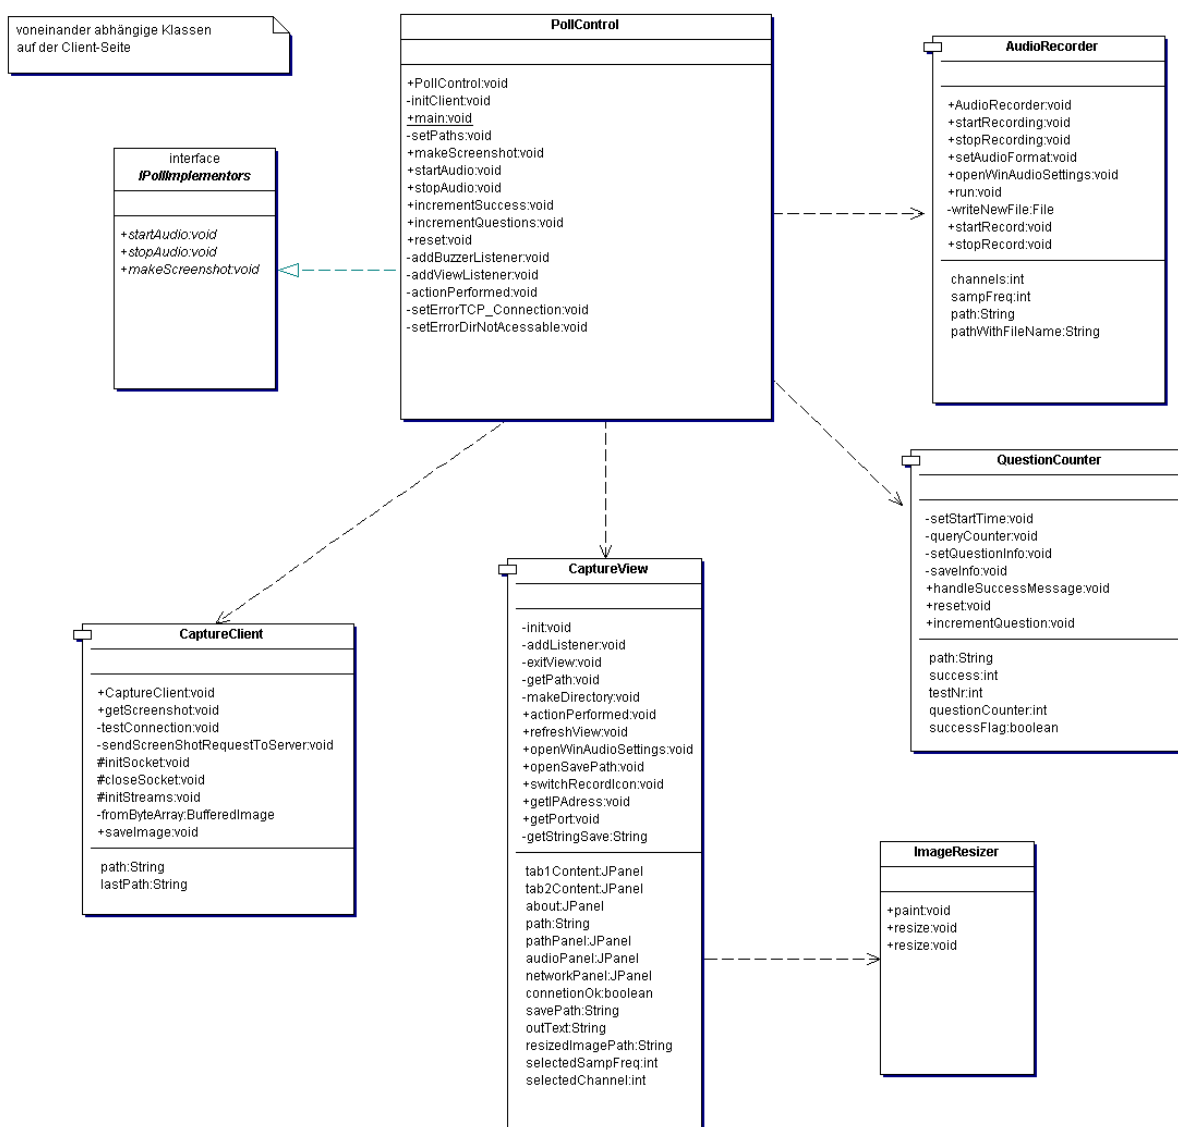 voneinander abhängige Klassen
auf der Client-Seite
PollControl
+PollControl:void
-initClient:void
+main:void
-setPaths:void
+makeScreenshot:void
+startAudio:void
+stopAudio:void
+incrementSuccess:void
+incrementQuestions:void
+reset:void
-addBuzzerListener:void
-addViewListener:void
-actionPerformed:void
-setErrorTCP_Connection:void
-setErrorDirNotAcessable:void
AudioRecorder
+AudioRecorder:void
+startRecording:void
+stopRecording:void
+setAudioFormat:void
+openWinAudioSettings:void
+run:void
-writeNewFile:File
+startRecord:void
+stopRecord:void
channels:int
sampFreq:int
path:String
pathWithFileName:String
interface
IPollImplementors
+startAudio:void
+stopAudio:void
+makeScreenshot:void
QuestionCounter
-setStartTime:void
-queryCounter:void
-setQuestionInfo:void
-saveInfo:void
+handleSuccessMessage:void
+reset:void
+incrementQuestion:void
path:String
success:int
testNr:int
questionCounter:int
successFlag:boolean
CaptureClient
+CaptureClient:void
+getScreenshot:void
-testConnection:void
-sendScreenShotRequestToServer:void
#initSocket:void
#closeSocket:void
#initStreams:void
-fromByteArray:BufferedImage
+saveImage:void
path:String
lastPath:String
CaptureView
-init:void
-addListener:void
-exitView:void
-getPath:void
-makeDirectory:void
+actionPerformed:void
+refreshView:void
+openWinAudioSettings:void
+openSavePath:void
+switchRecordIcon:void
+getIPAdress:void
+getPort:void
-getStringSave:String
tab1Content:JPanel
tab2Content:JPanel
about:JPanel
path:String
pathPanel:JPanel
audioPanel:JPanel
networkPanel:JPanel
connetionOk:boolean
savePath:String
outText:String
resizedImagePath:String
selectedSampFreq:int
selectedChannel:int
ImageResizer
+paint:void
+resize:void
+resize:void